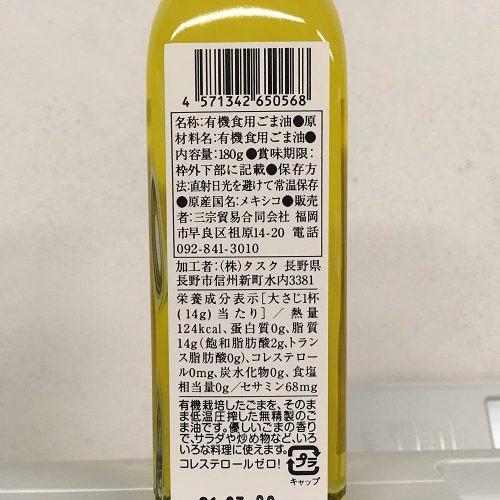 4 571342 650568
名称:有機食用ごま油●原
材料名:有機食用ごま油●
内容量:180g●賞味期限:
枠外下部に記載●保存方
法:直射日光を避けて常温保存
●原産国名:メキシコ●販売
者:三宗貿易合同会社 福岡
市早良区祖原14-20 電話
092-841-3010
加工者:(株)タスク 長野県
長野市信州新町水内3381
栄養成分表示[大さじ1杯
(14g)当たり]/熱量
124kcal、蛋白質0g、脂質
14g(飽和脂肪酸2g、トラン
ス脂肪酸0g)、コレステロー
ル0mg、炭水化物0g、食塩
相当量0g/セサミン68mg
有機栽培したごまを、そのま
ま低温圧搾した無精製のご
ま油です。優しいごまの香り
で、サラダや炒め物など、いろ
いろな料理に使えます。
コレステロールゼロ!
プラ
キャップ